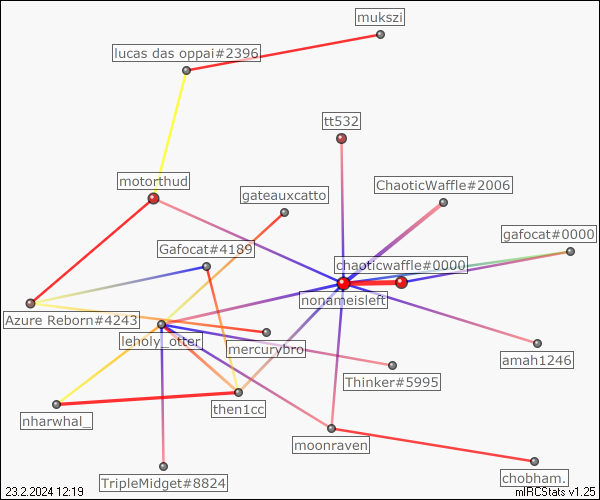 mukszi
lucas das oppai#2396
tt532
motorthud
ChaoticWaffle#2006
gateauxcatto
gafocat#0000
Gafocat#4189
chaoticwaffle#0000
nonameisleft
Azure Reborn#4243
leholy_otter
mercurybro
amah1246
Thinker#5995
then1cc
nharwhal_
moonraven
chobham.
TripleMidget#8824
23.2.2024 12:19
mIRCStats v1.25